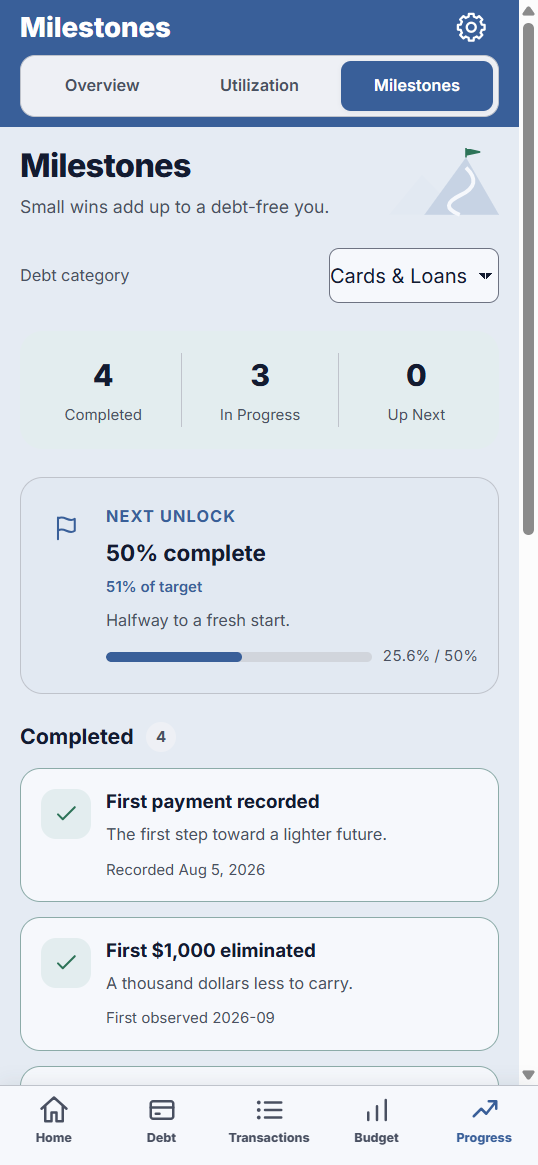 Milestones
Overview
Utilization
Milestones
Milestones
Small wins add up to a debt-free you.
Debt category
Cards & Loans
4
3
0
Completed
In Progress
Up Next
NEXT UNLOCK
50% complete
51% of target
Halfway to a fresh start.
25.6% / 50%
Completed 4
First payment recorded
The first step toward a lighter future.
Recorded Aug 5, 2026
First $1,000 eliminated
A thousand dollars less to carry.
First observed 2026-09
Home
Debt
Transactions
Budget
Progress